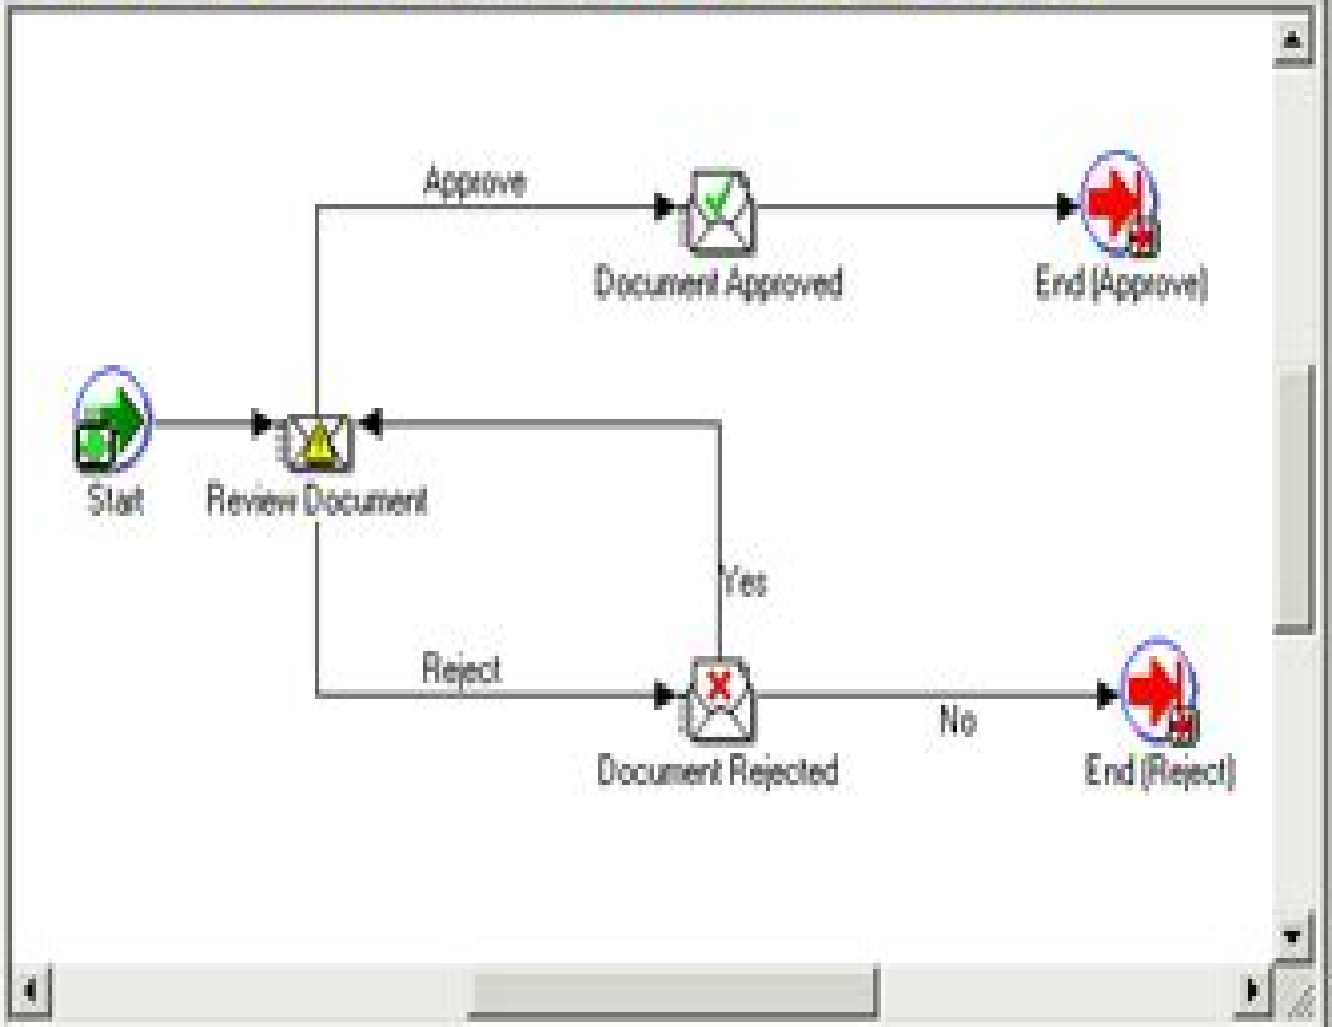 Approve
Document Approved
End (Approve)
Start
Review Document
Yes
Reject
No
Document Rejected
End (Reject)